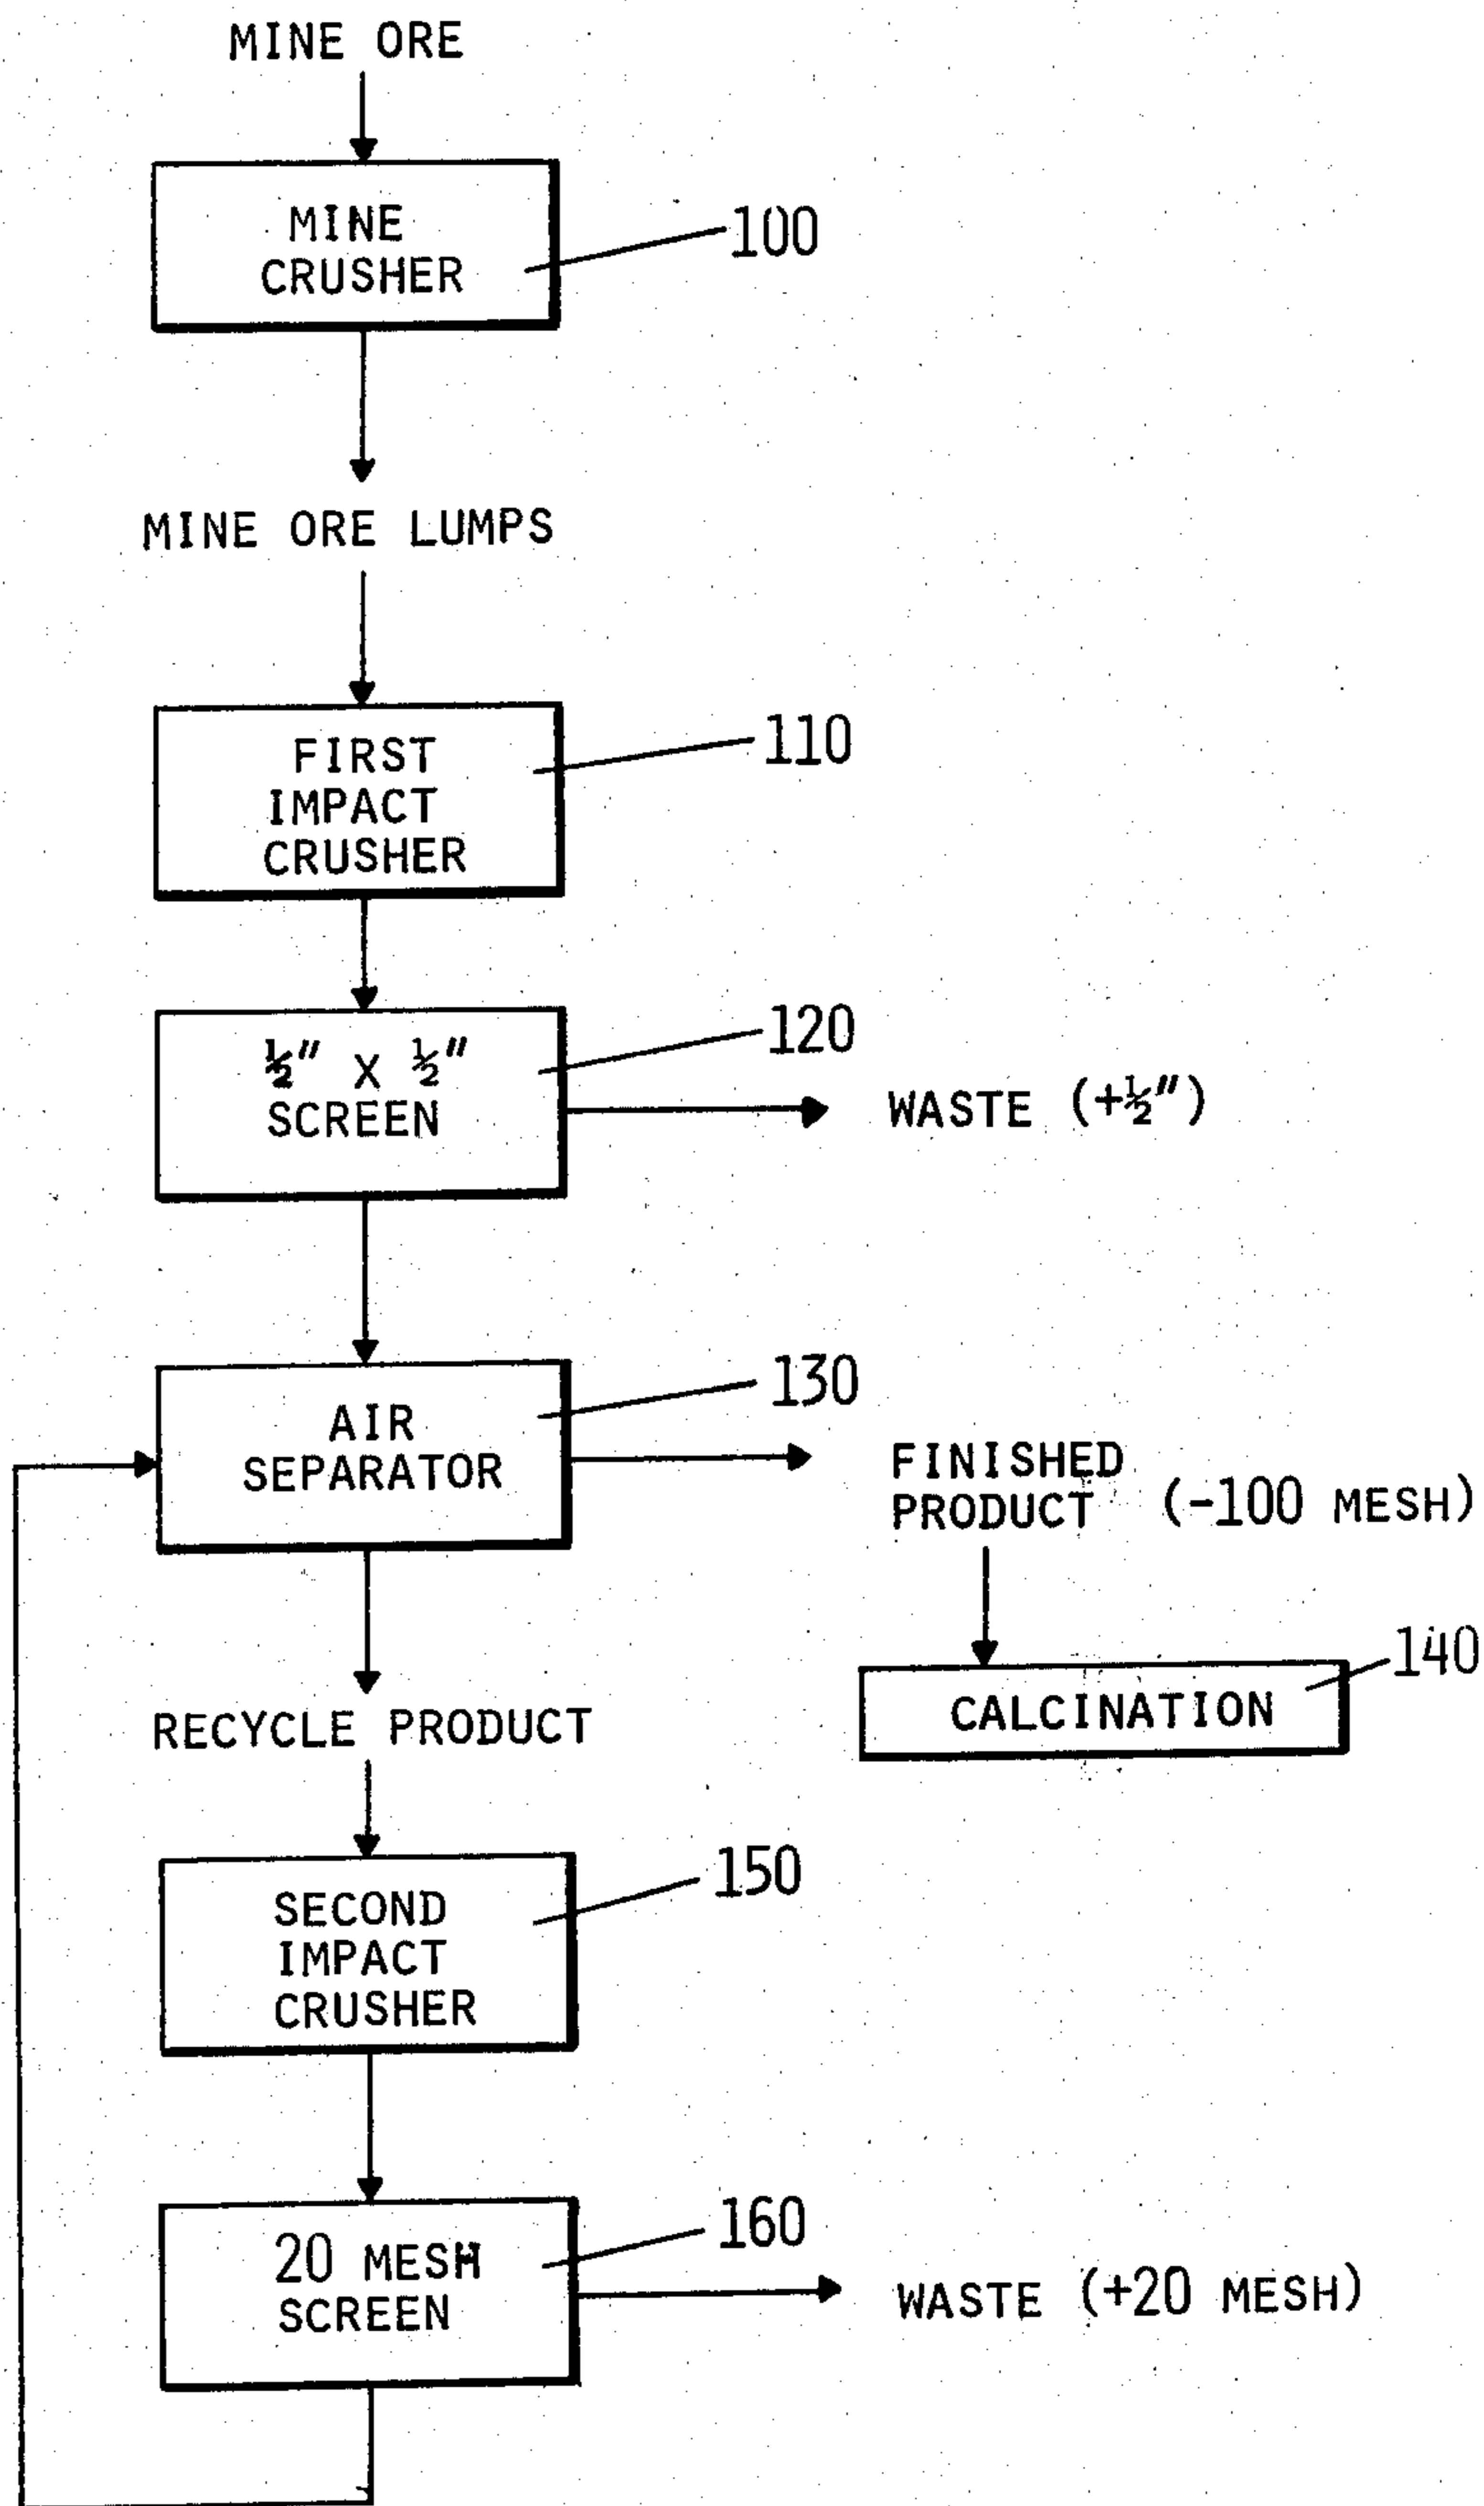 MINE ORE
MINE
CRUSHER
100
MINE ORE LUMPS
FIRST
IMPACT
CRUSHER
110
½" X ½"
SCREEN
120
WASTE (+½")
AIR
SEPARATOR
130
FINISHED
PRODUCT (-100 MESH)
CALCINATION
140
RECYCLE PRODUCT
SECOND
IMPACT
CRUSHER
150
20 MESH
SCREEN
160
WASTE (+20 MESH)